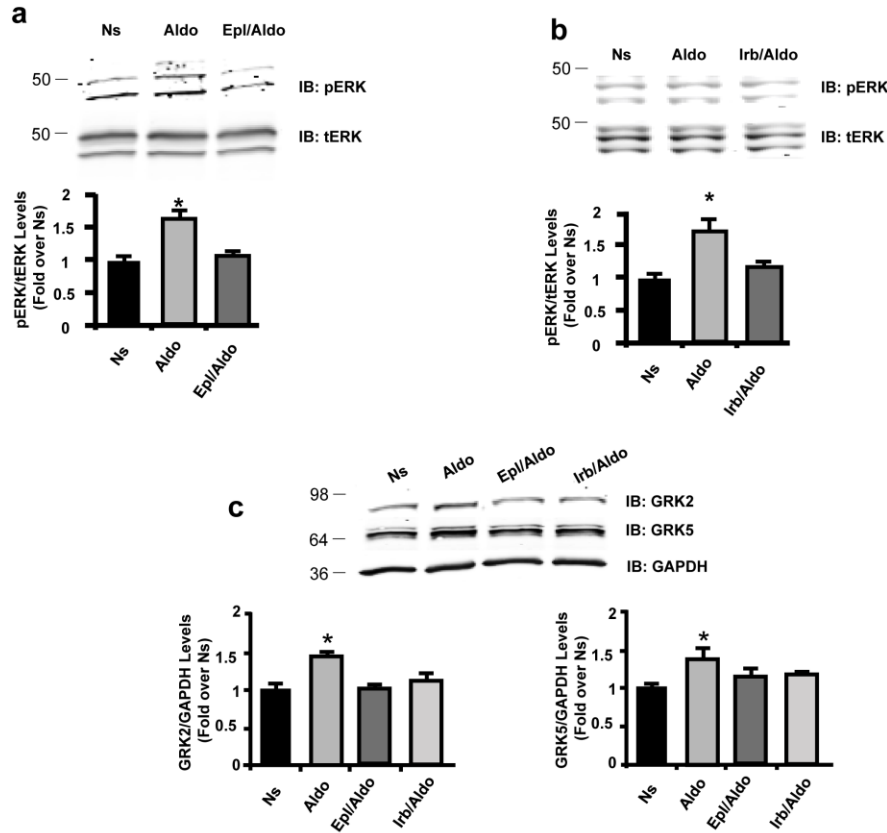 a
Ns Aldo Epl/Aldo
50
IB: pERK
50
IB: tERK
pERK/tERK Levels
(Fold over Ns)
2
1.5
1
0.5
0
*
Ns
Aldo
Epl/Aldo
b
Ns Aldo Irb/Aldo
50
IB: pERK
50
IB: tERK
pERK/tERK Levels
(Fold over Ns)
2
1.5
1
0.5
0
*
Ns
Aldo
Irb/Aldo
c
Ns Aldo Epl/Aldo Irb/Aldo
98
IB: GRK2
IB: GRK5
64
IB: GAPDH
36
GRK2/GAPDH Levels
(Fold over Ns)
2
1.5
1
0.5
0
*
Ns
Aldo
Epl/Aldo
Irb/Aldo
GRK5/GAPDH Levels
(Fold over Ns)
2
1.5
1
0.5
0
*
Ns
Aldo
Epl/Aldo
Irb/Aldo